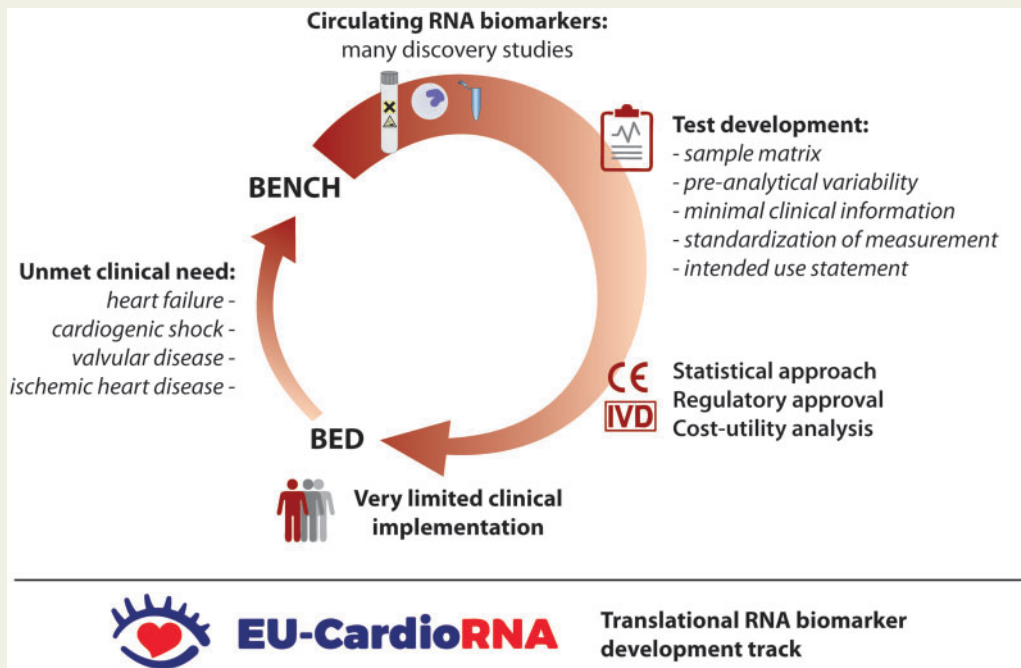 Circulating RNA biomarkers:
many discovery studies
Test development:
- sample matrix
- pre-analytical variability
- minimal clinical information
- standardization of measurement
- intended use statement
BENCH
Unmet clinical need:
heart failure -
cardiogenic shock -
valvular disease -
ischemic heart disease -
CE
IVD
Statistical approach
Regulatory approval
Cost-utility analysis
BED
Very limited clinical
implementation
EU-CardioRNA
Translational RNA biomarker
development track